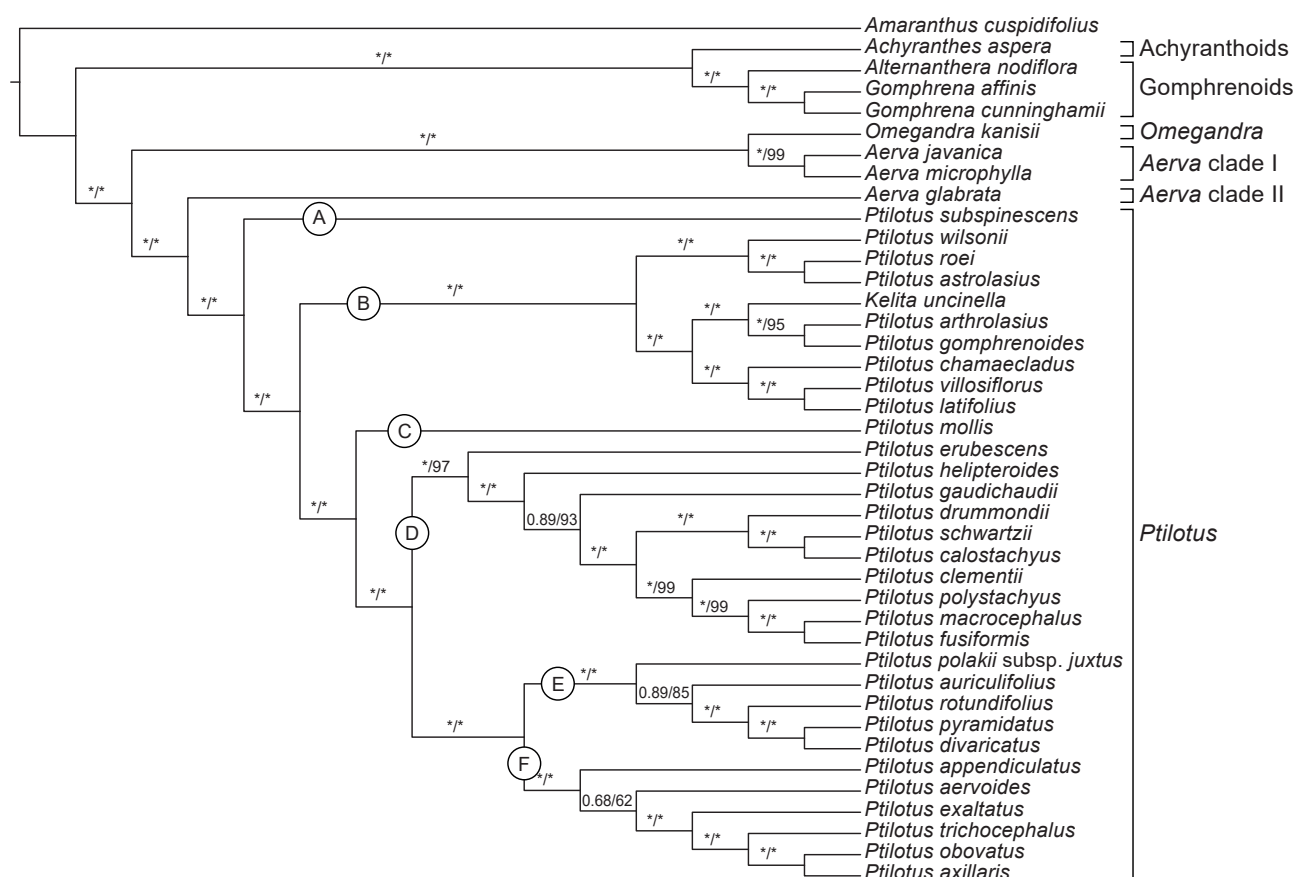 Amaranthus cuspidifolius
Achyranthes aspera
Achyranthoids
*/*
*/*
Alternanthera nodiflora
Gomphrenoids
*/*
Gomphrena affinis
Gomphrena cunninghamii
*/*
Omegandra kanisii
Omegandra
*/99
Aerva javanica
Aerva clade I
Aerva microphylla
*/*
Aerva glabrata
Aerva clade II
A
Ptilotus subspinescens
*/*
*/*
Ptilotus wilsonii
*/*
Ptilotus roei
Ptilotus astrolasius
*/*
B
*/*
*/*
Kelita uncinella
*/95
Ptilotus arthrolasius
*/*
Ptilotus gomphrenoides
*/*
Ptilotus chamaecladus
*/*
Ptilotus villosiflorus
*/*
Ptilotus latifolius
C
Ptilotus mollis
*/97
Ptilotus erubescens
*/*
Ptilotus helipteroides
*/*
0.89/93
Ptilotus gaudichaudii
*/*
Ptilotus drummondii
D
*/*
Ptilotus schwartzii
Ptilotus
*/*
Ptilotus calostachyus
*/*
*/99
Ptilotus clementii
*/99
Ptilotus polystachyus
*/*
Ptilotus macrocephalus
Ptilotus fusiformis
E
*/*
Ptilotus polakii subsp. juxtus
0.89/85
Ptilotus auriculifolius
*/*
Ptilotus rotundifolius
*/*
*/*
Ptilotus pyramidatus
Ptilotus divaricatus
F
*/*
Ptilotus appendiculatus
0.68/62
Ptilotus aervoides
*/*
Ptilotus exaltatus
*/*
Ptilotus trichocephalus
*/*
Ptilotus obovatus
Ptilotus axillaris